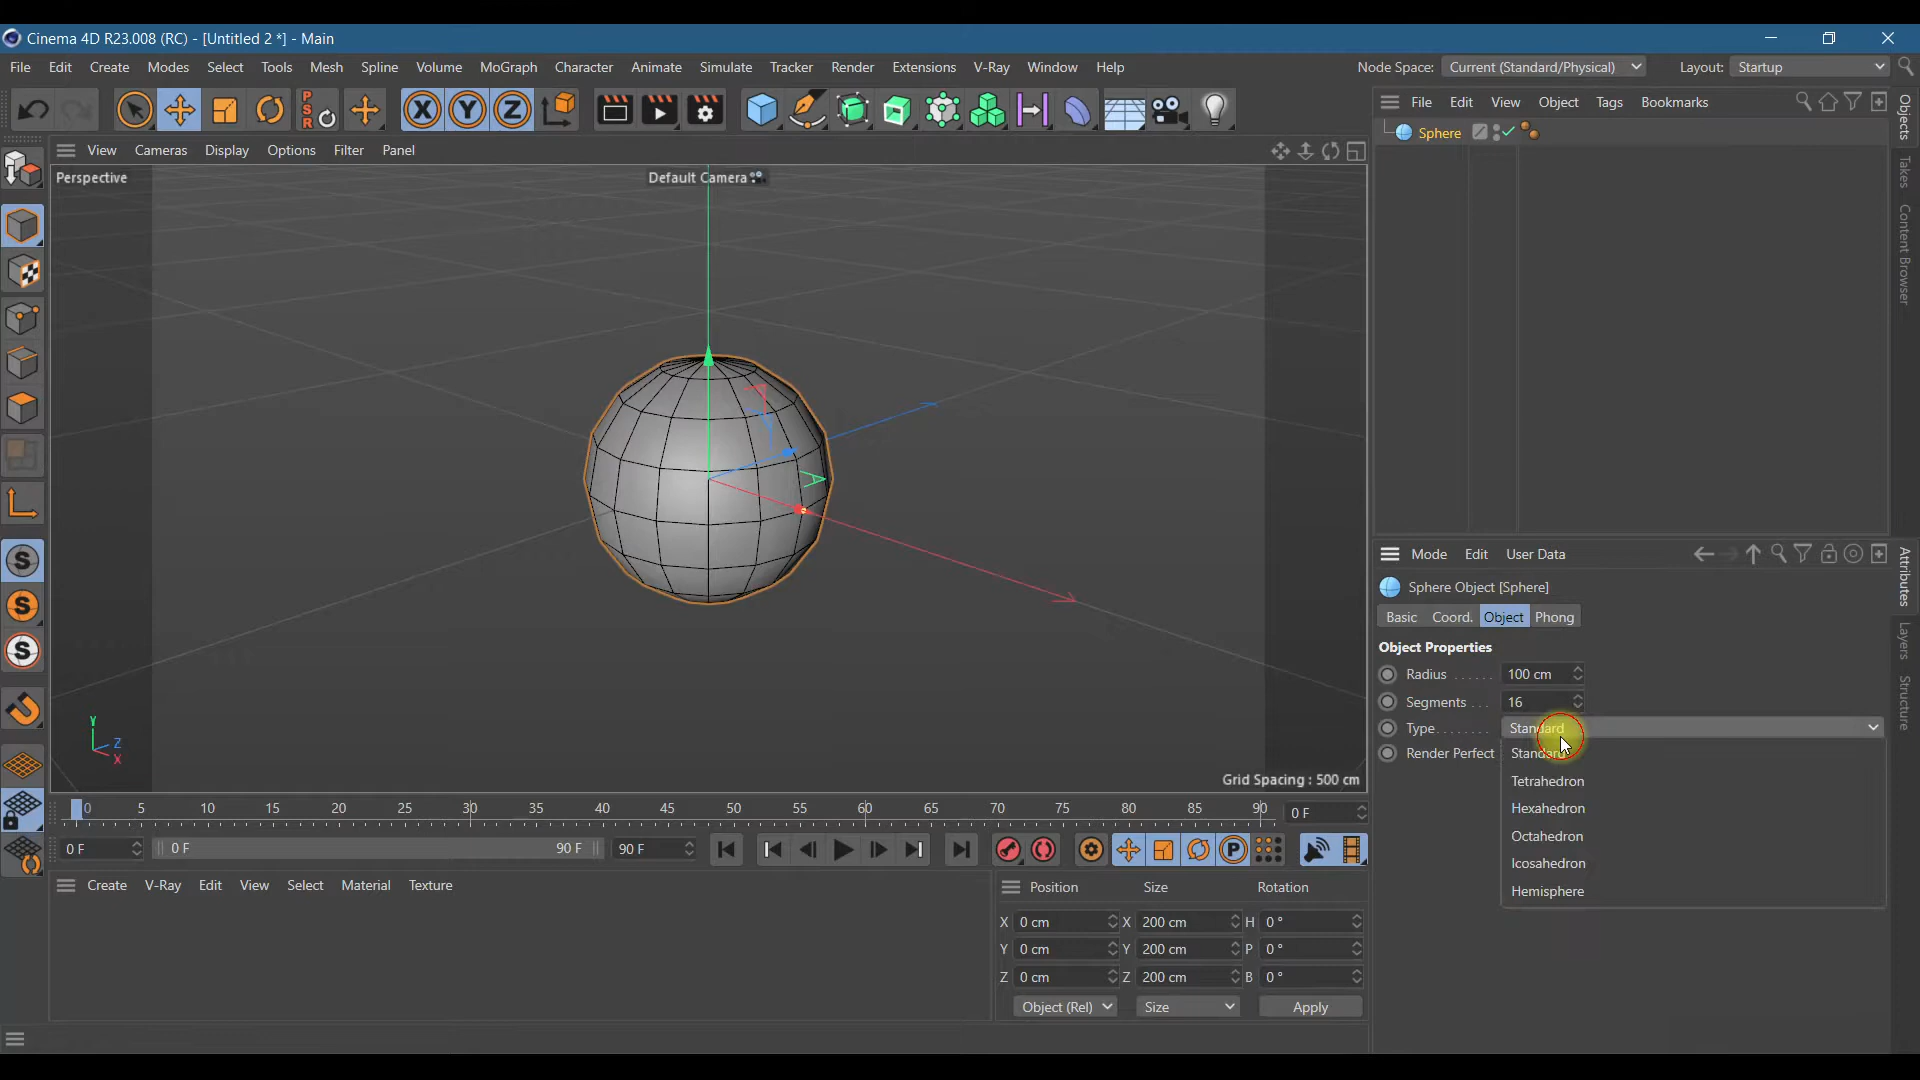 Cinema 4D R23.008 (RC) - [Untitled 2 *] - Main
File Edit Create Modes Select Tools Mesh Spline Volume MoGraph Character Animate Simulate Tracker Render Extensions V-Ray Window Help
Node Space: Current (Standard/Physical) Layout: Startup
PSR X Y Z
File Edit View Object Tags Bookmarks
Objects
Takes
Content Browser
Sphere
View Cameras Display Options Filter Panel
Perspective
Default Camera
S
S
S
Y
Z
X
Grid Spacing : 500 cm
Mode Edit User Data
Attributes
Layers
Structure
Sphere Object [Sphere]
Basic Coord. Object Phong
Object Properties
Radius 100 cm
Segments 16
Type Standard
Render Perfect
Standard
Tetrahedron
Hexahedron
Octahedron
Icosahedron
Hemisphere
0 5 10 15 20 25 30 35 40 45 50 55 60 65 70 75 80 85 90 0 F
0 F 0 F 90 F 90 F P
Create V-Ray Edit View Select Material Texture
Position Size Rotation
X 0 cm X 200 cm H 0 °
Y 0 cm Y 200 cm P 0 °
Z 0 cm Z 200 cm B 0 °
Object (Rel) Size Apply